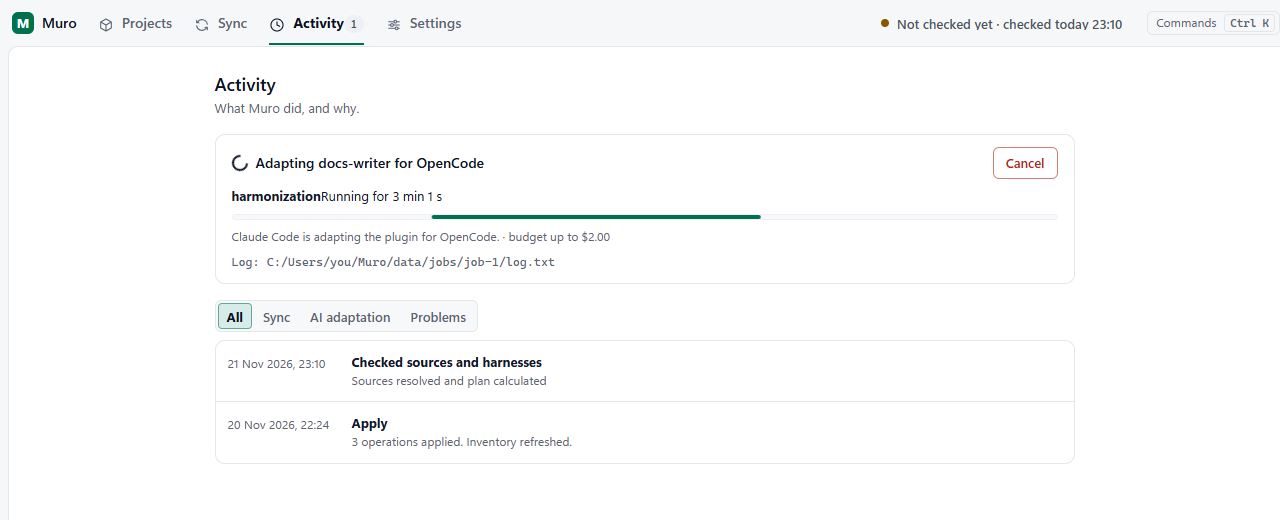 M Muro Projects Sync Activity 1 Settings Not checked yet · checked today 23:10 Commands Ctrl K
Activity
What Muro did, and why.
Adapting docs-writer for OpenCode Cancel
harmonizationRunning for 3 min 1 s
Claude Code is adapting the plugin for OpenCode. · budget up to $2.00
Log: C:/Users/you/Muro/data/jobs/job-1/log.txt
All Sync AI adaptation Problems
21 Nov 2026, 23:10 Checked sources and harnesses
Sources resolved and plan calculated
20 Nov 2026, 22:24 Apply
3 operations applied. Inventory refreshed.